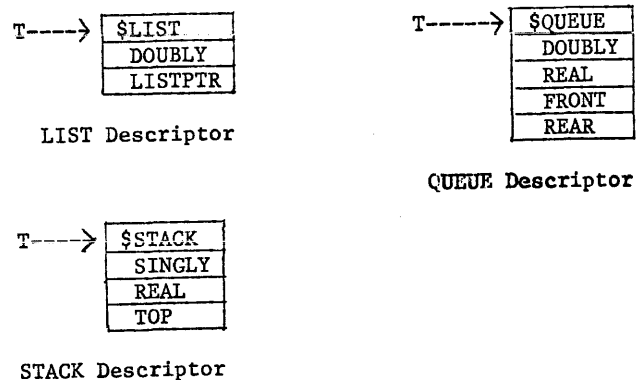 T----> $LIST
DOUBLY
LISTPTR
LIST Descriptor
T-----> $QUEUE
DOUBLY
REAL
FRONT
REAR
QUEUE Descriptor
T----> $STACK
SINGLY
REAL
TOP
STACK Descriptor